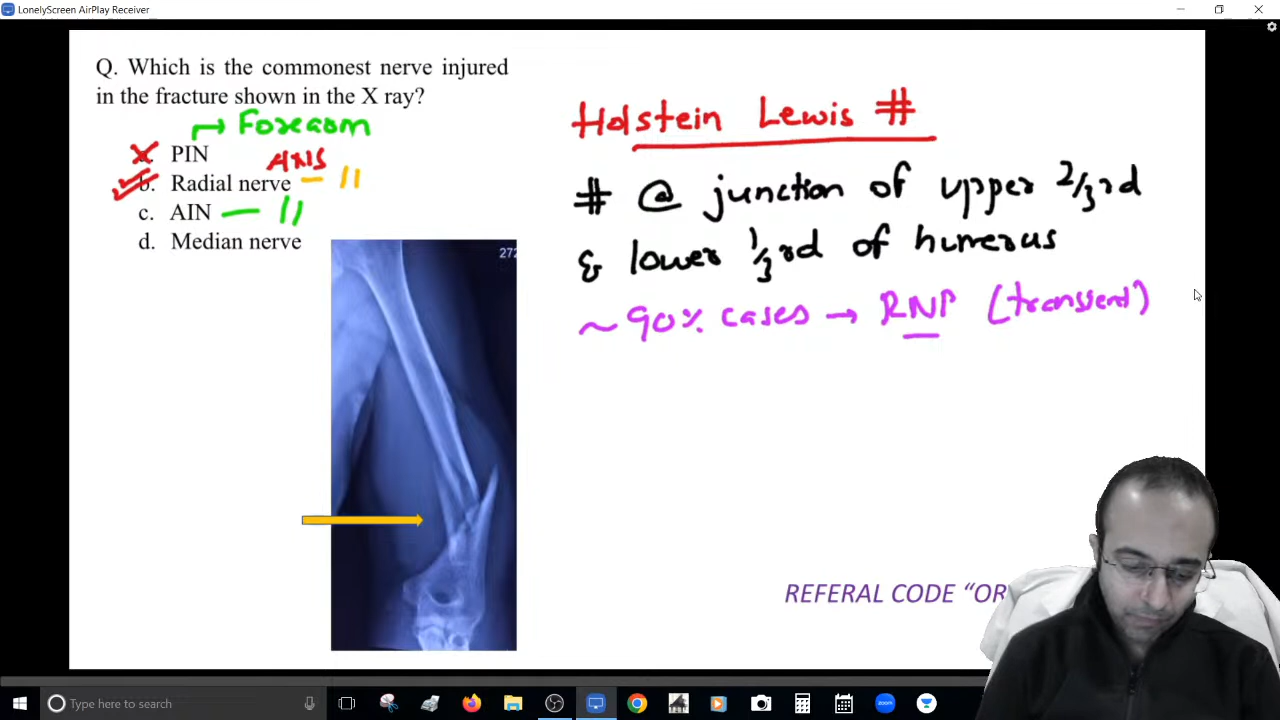 LonelyScreen AirPlay Receiver
Q. Which is the commonest nerve injured
in the fracture shown in the X ray?
Forearm
a. PIN
ANS
b. Radial nerve
c. AIN
d. Median nerve
272
Holstein Lewis #
# @ junction of upper 2/3rd
& lower 1/3rd of humerus
~90% cases → RNP (transient)
REFERAL CODE “OR
Type here to search
zoom